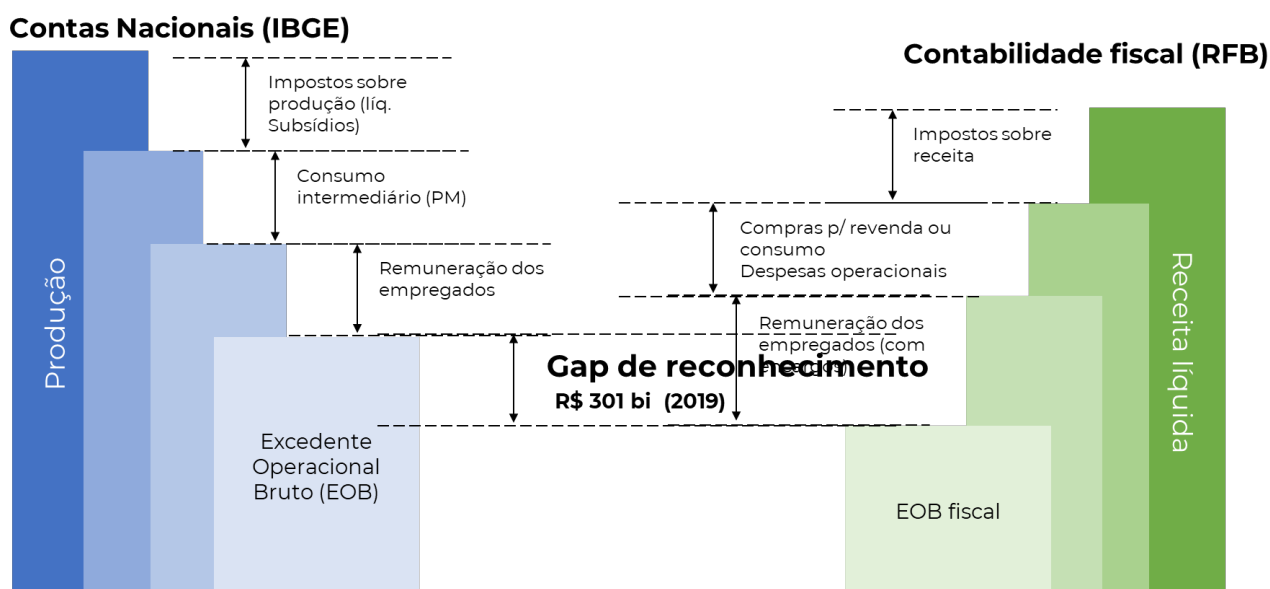 Contas Nacionais (IBGE)
Impostos sobre
produção (líq.
Subsídios)
Consumo
intermediário (PM)
Remuneração dos
empregados
Produção
Excedente
Operacional
Bruto (EOB)
Gap de reconhecimento
R$ 301 bi (2019)
Contabilidade fiscal (RFB)
Impostos sobre
receita
Compras p/ revenda ou
consumo
Despesas operacionais
Remuneração dos
empregados (com
encargos)
Receita líquida
EOB fiscal